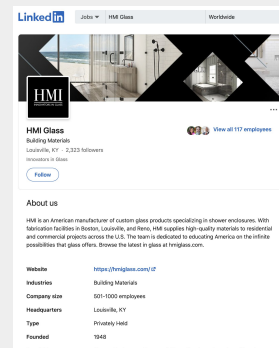 LinkedIn
Jobs HMI Glass Worldwide
HMI
HMI Glass
View all 117 employees
Building Materials
Louisville, KY · 2,323 followers
Innovators in Glass
Follow
About us
HMI is an American manufacturer of custom glass products specializing in shower enclosures. With
fabrication facilities in Boston, Louisville, and Reno, HMI supplies high-quality materials to residential
and commercial projects across the U.S. The team is dedicated to educating America on the infinite
possibilities that glass offers. Browse the latest in glass at hmiglass.com.
Website https://hmiglass.com/
Industries Building Materials
Company size 501-1000 employees
Headquarters Louisville, KY
Type Privately Held
Founded 1948